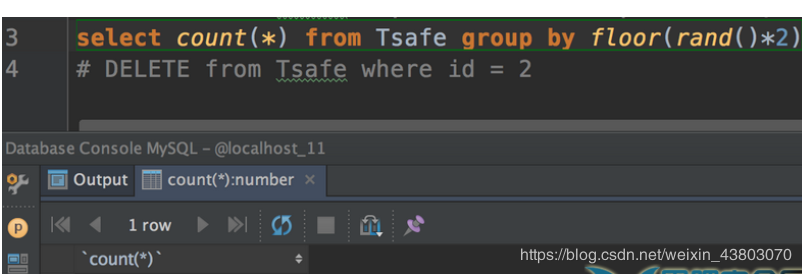 3 select count(*) from Tsafe group by floor(rand()*2)
4 # DELETE from Tsafe where id = 2
Database Console MySQL – @localhost_11
Output count(*):number ×
1 row
P
`count(*)`
https://blog.csdn.net/weixin_43803070